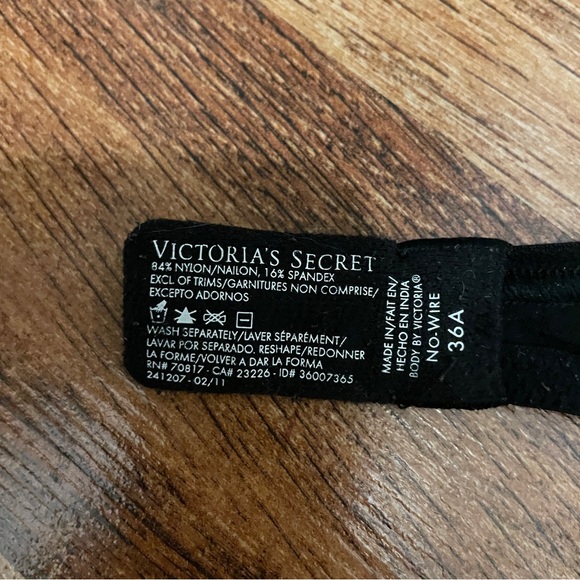 VICTORIA'S SECRET
84% NYLON/NAILON, 16% SPANDEX
EXCL OF TRIMS/GARNITURES NON COMPRISE/
EXCEPTO ADORNOS
WASH SEPARATELY/LAVER SÉPARÉMENT/
LAVAR POR SEPARADO, RESHAPE/REDONNER
LA FORME/VOLVER A DAR LA FORMA
RN# 70817 - CA# 23226 - ID# 36007365
241207 - 02/11
MADE IN/FAIT EN/
HECHO EN INDIA
BODY BY VICTORIA®
NO-WIRE
36A